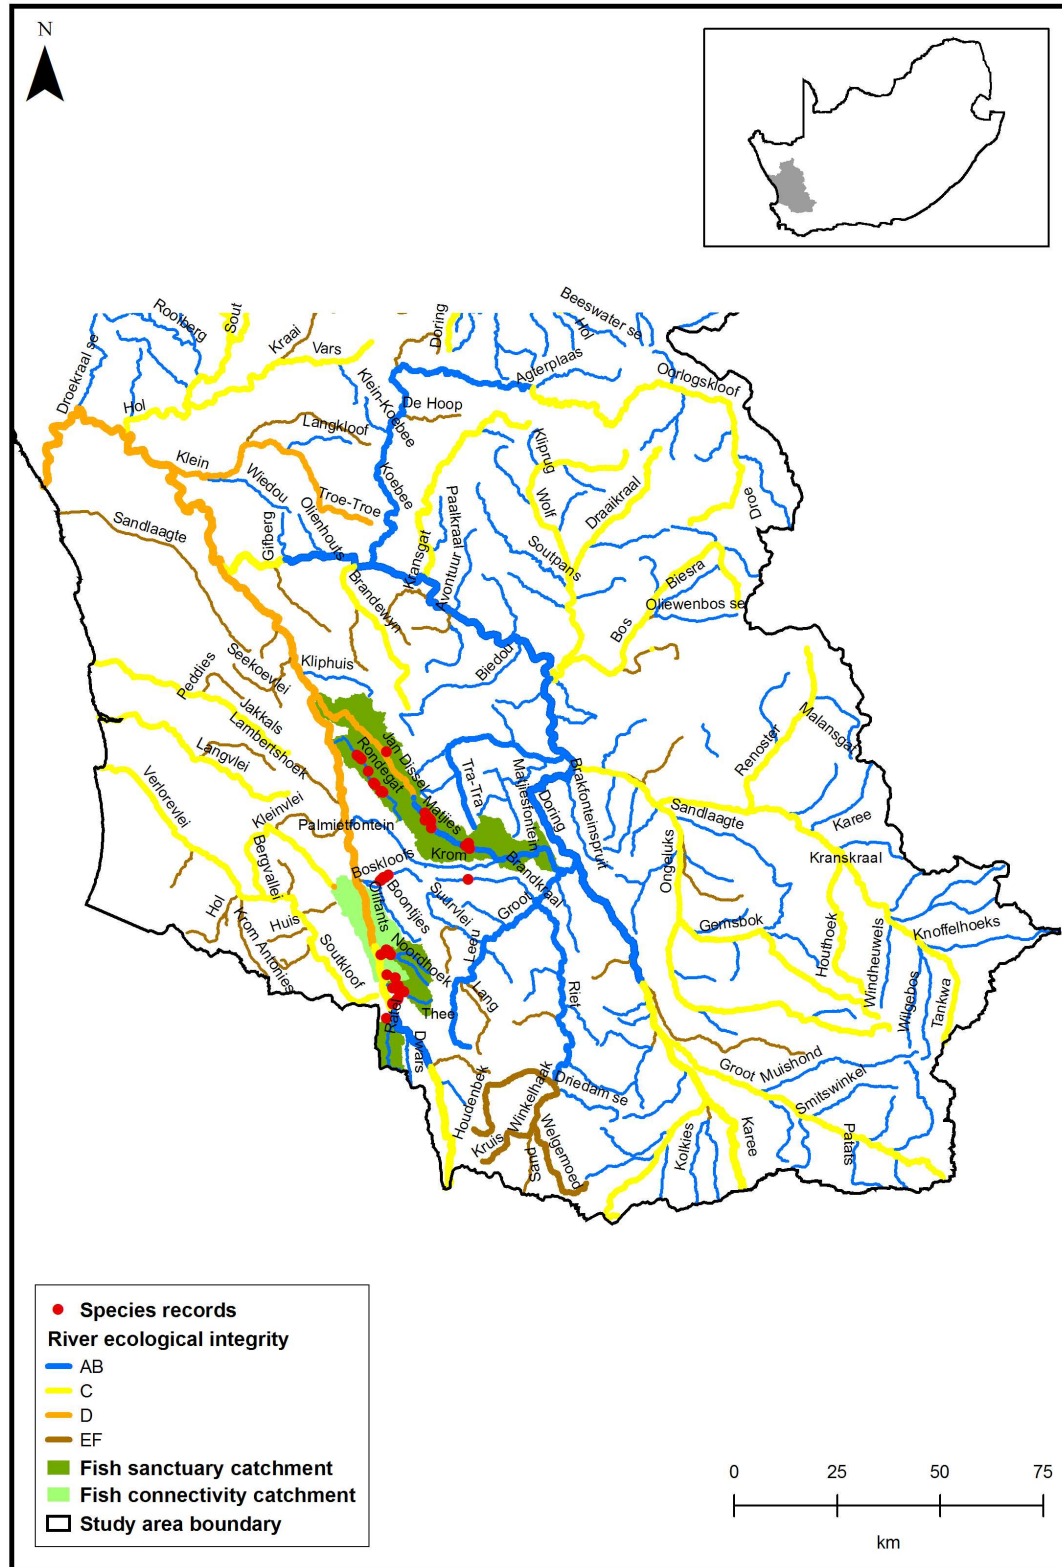 N
Beeswater se
Rooiberg
Sout
Doring
Hol
Kraai
Vars
Droekraal se
Agterplaas
Oorlogskloof
Klein-Koebee
Hol
De Hoop
Langkloof
Kliprug
Klein
Koebee
Wiedou
Troe-Troe
Paalkraal
Wolf
Draaikraal
Droe
Sandlaagte
Gifberg
Olienhouts
Kransgat
Soutpans
Avontuur
Biesra
Brandewyn
Oliewenbos se
Bos
Kliphuis
Seekoevlei
Peddies
Biedou
Jakkals
Lambertshoek
Malansgat
Langvlei
Jan Dissel
Rondegat
Renoster
Verlorevlei
Tra-Tra
Matjiesfontein
Brakfonteinspruit
Doring
Kleinvlei
Matjies
Sandlaagte
Karee
Palmietfontein
Krom
Kranskraal
Bergvallei
Boskloofs
Brandkraal
Ongeluks
Olifants
Boontjies
Suurvlei
Groot
Hol
Huis
Gemsbok
Knoffelhoeks
Krom Antonies
Soutkloof
Noordhoek
Leeu
Houthoek
Windheuwels
Lang
Riet
Wilgebos
Tankwa
Ratel
Thee
Dwars
Groot
Muishond
Houdenbek
Winkelhaak
Driedam se
Smitswinkel
Kruis
Sand
Welgemoed
Kolkies
Karee
Patats
Species records
River ecological integrity
AB
C
D
EF
Fish sanctuary catchment
Fish connectivity catchment
Study area boundary
0 25 50 75
km